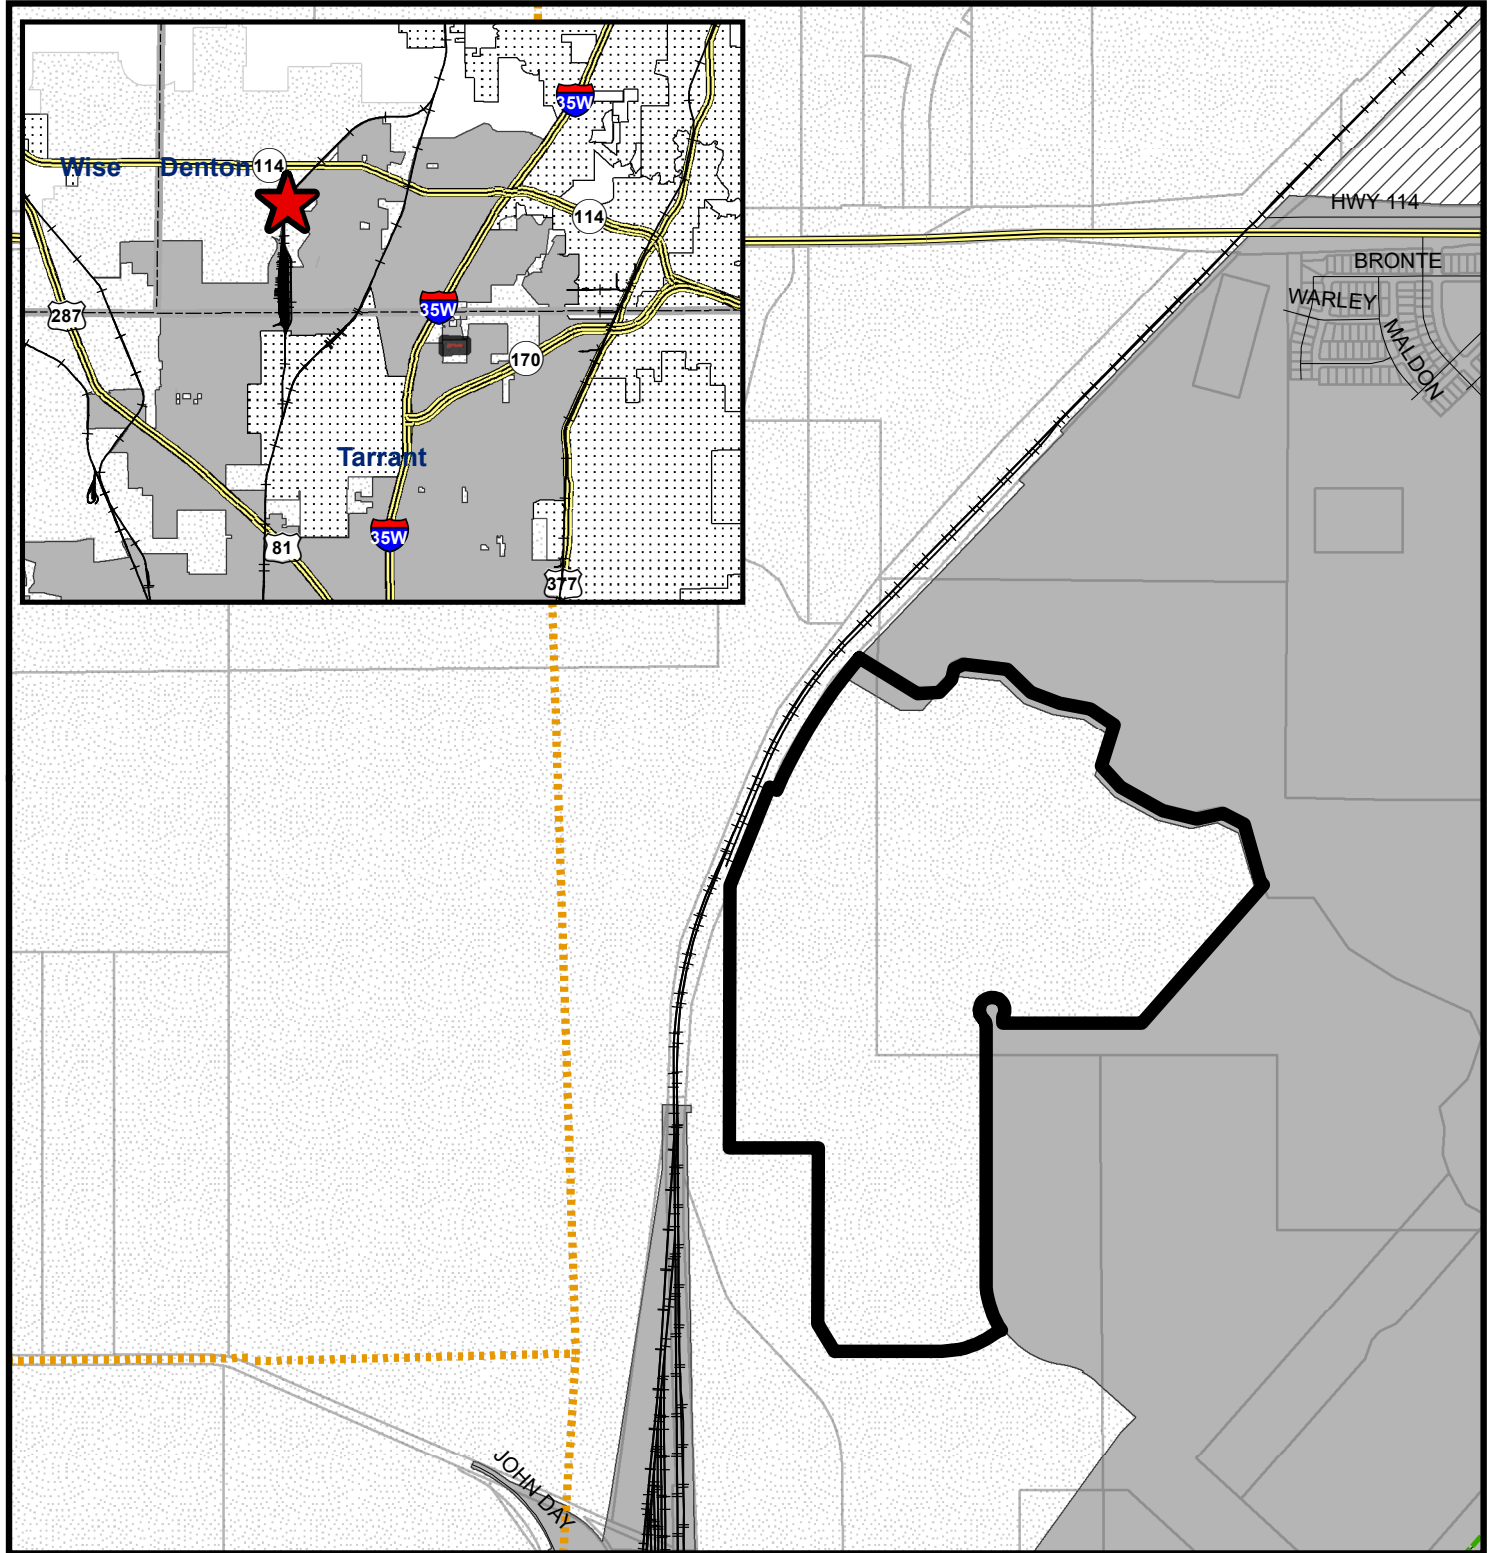 35W
Wise
Denton
114
114
287
35W
170
Tarrant
35W
81
377
HWY 114
BRONTE
WARLEY
MALDON
JOHN DAY